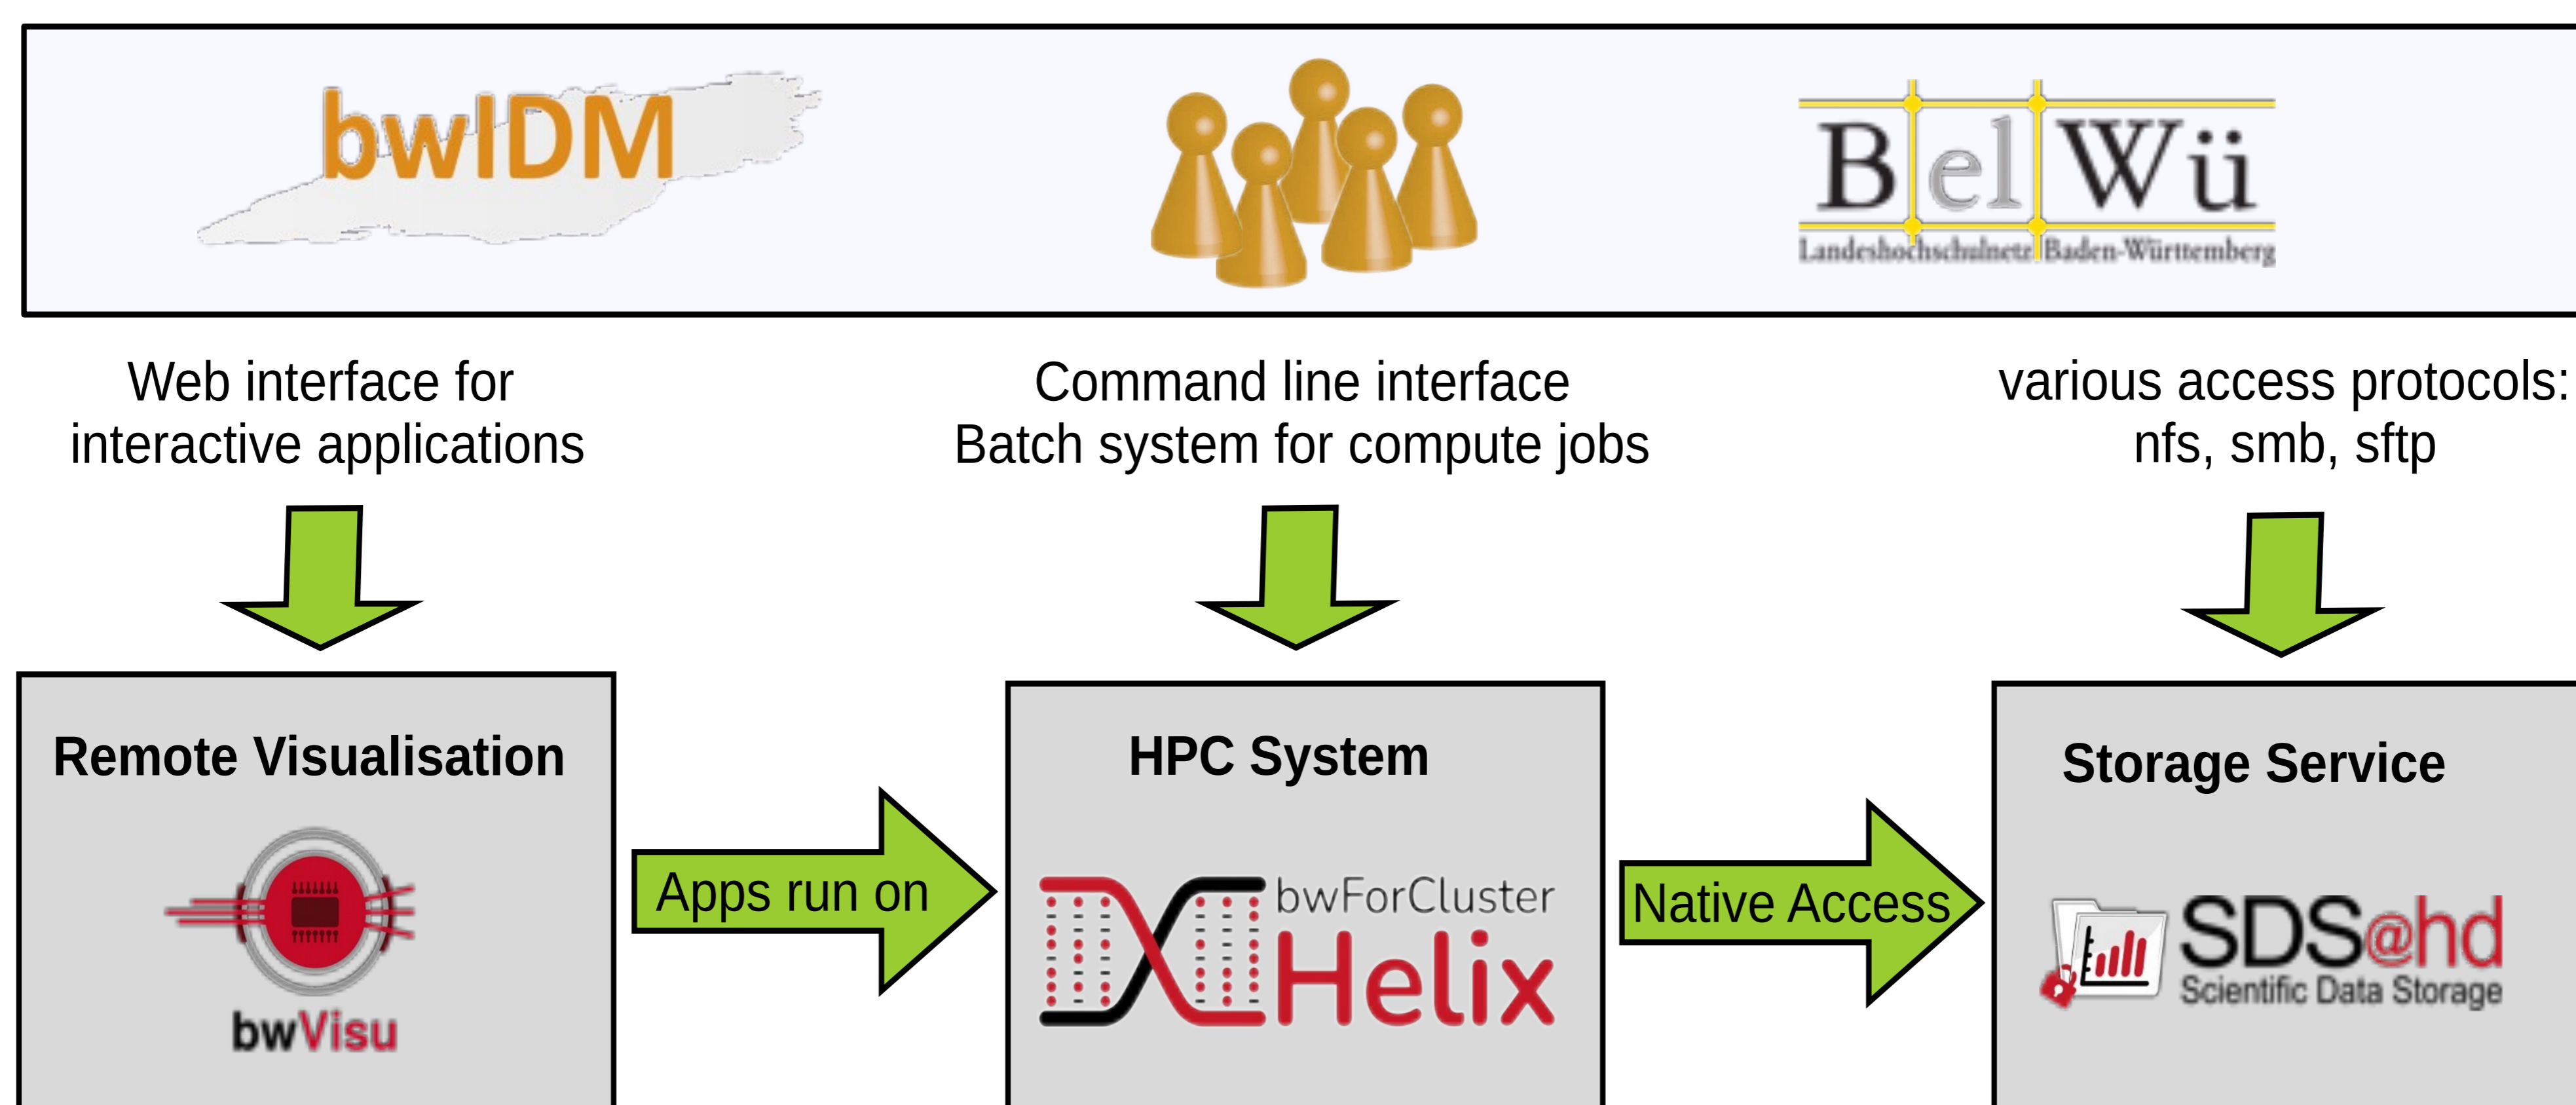 bwIDM
BelWü
Landeshochschulnetz Baden-Württemberg
Web interface for
interactive applications
Command line interface
Batch system for compute jobs
various access protocols:
nfs, smb, sftp
Remote Visualisation
bwVisu
Apps run on
HPC System
bwForCluster
Helix
Native Access
Storage Service
SDS@hd
Scientific Data Storage